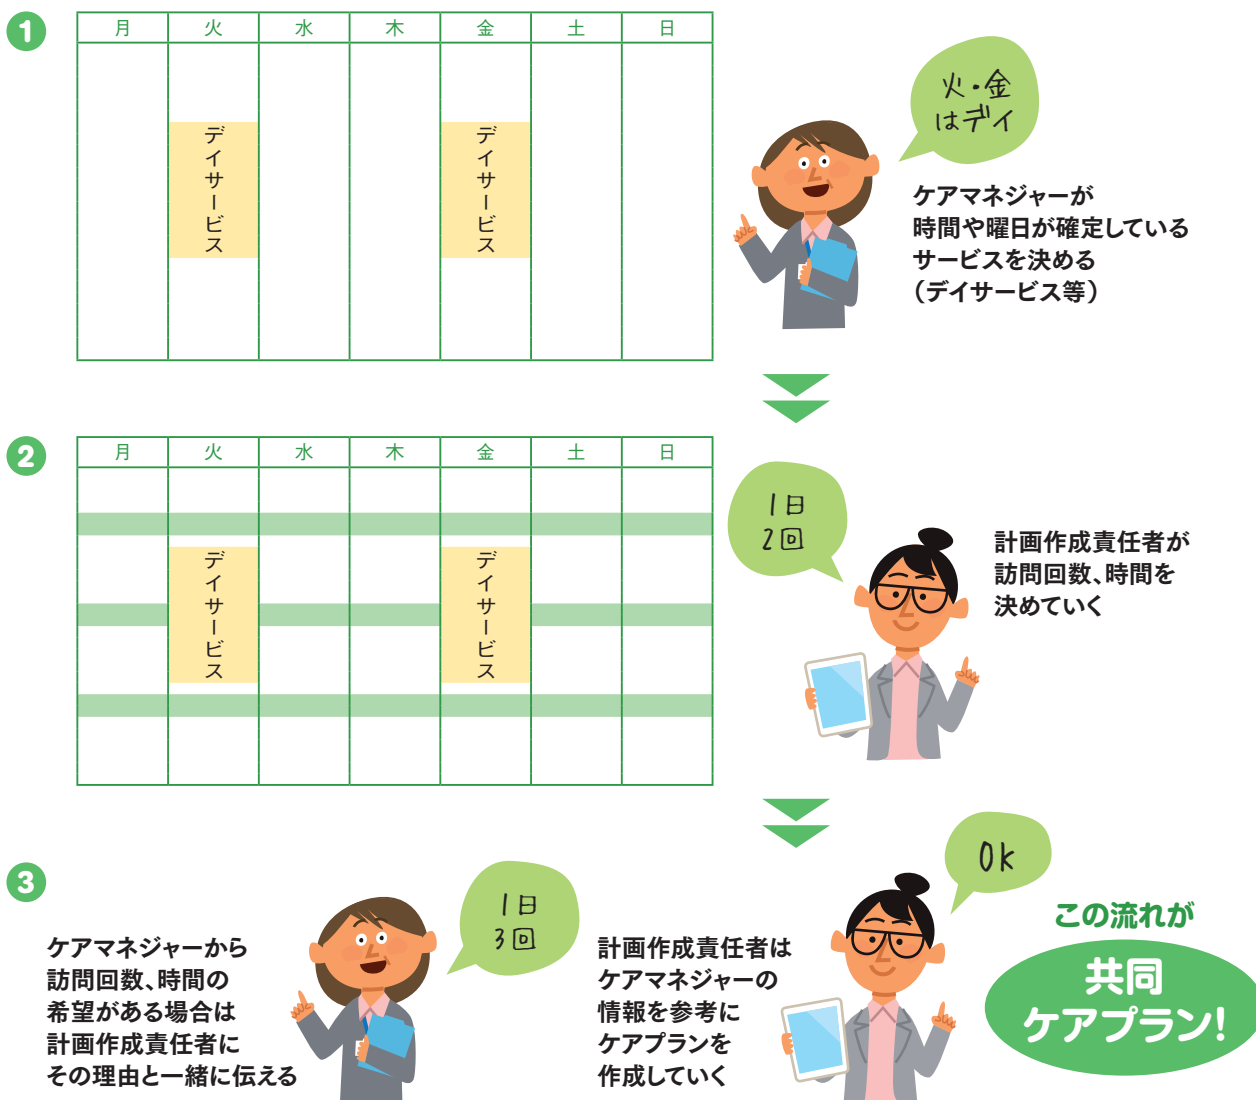 1
月 火 水 木 金 土 日
デイサービス
デイサービス
火・金
はデイ
ケアマネジャーが
時間や曜日が確定している
サービスを決める
（デイサービス等）
2
月 火 水 木 金 土 日
デイサービス
デイサービス
1日
2回
計画作成責任者が
訪問回数、時間を
決めていく
3
ケアマネジャーから
訪問回数、時間の
希望がある場合は
計画作成責任者に
その理由と一緒に伝える
1日
3回
計画作成責任者は
ケアマネジャーの
情報を参考に
ケアプランを
作成していく
Ok
この流れが
共同
ケアプラン！